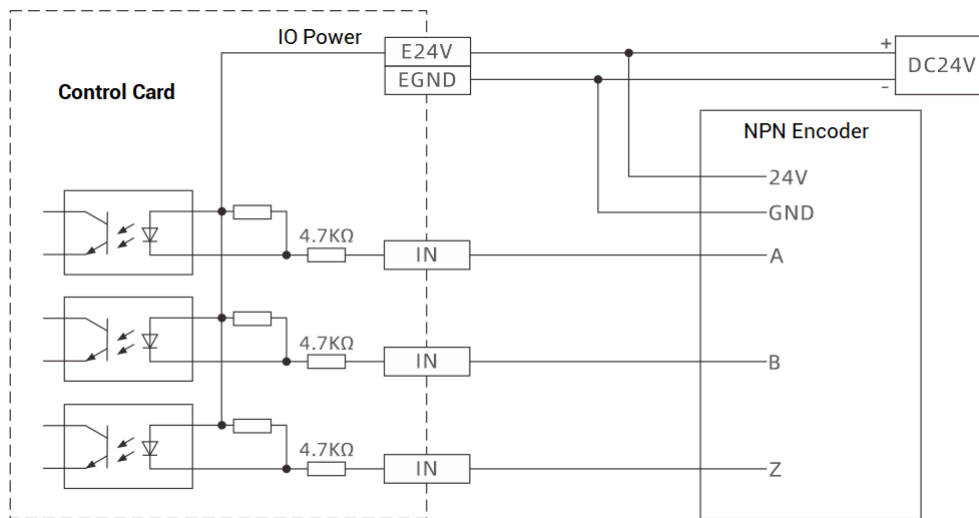 IO Power
E24V
+
DC24V
EGND
-
Control Card
NPN Encoder
24V
GND
4.7KΩ
IN
A
4.7KΩ
IN
B
4.7KΩ
IN
Z